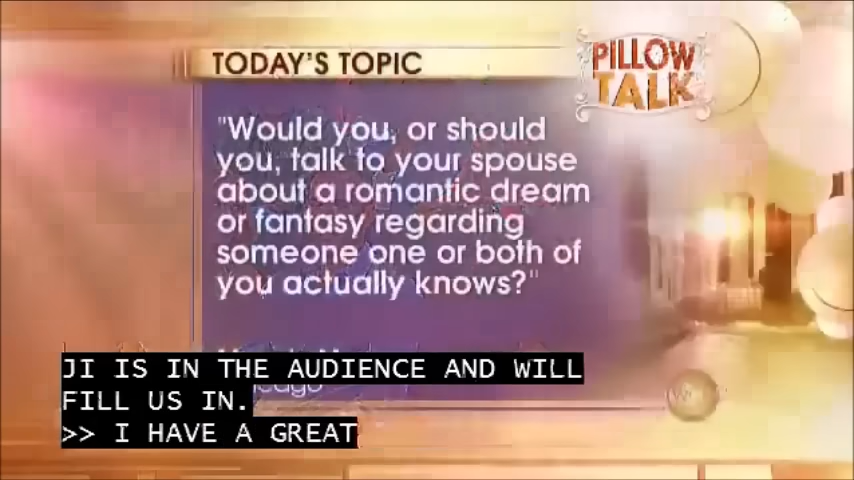 TODAY'S TOPIC
PILLOW
TALK
"Would you, or should
you, talk to your spouse
about a romantic dream
or fantasy regarding
someone one or both of
you actually knows?"
JI IS IN THE AUDIENCE AND WILL
FILL US IN.
>> I HAVE A GREAT